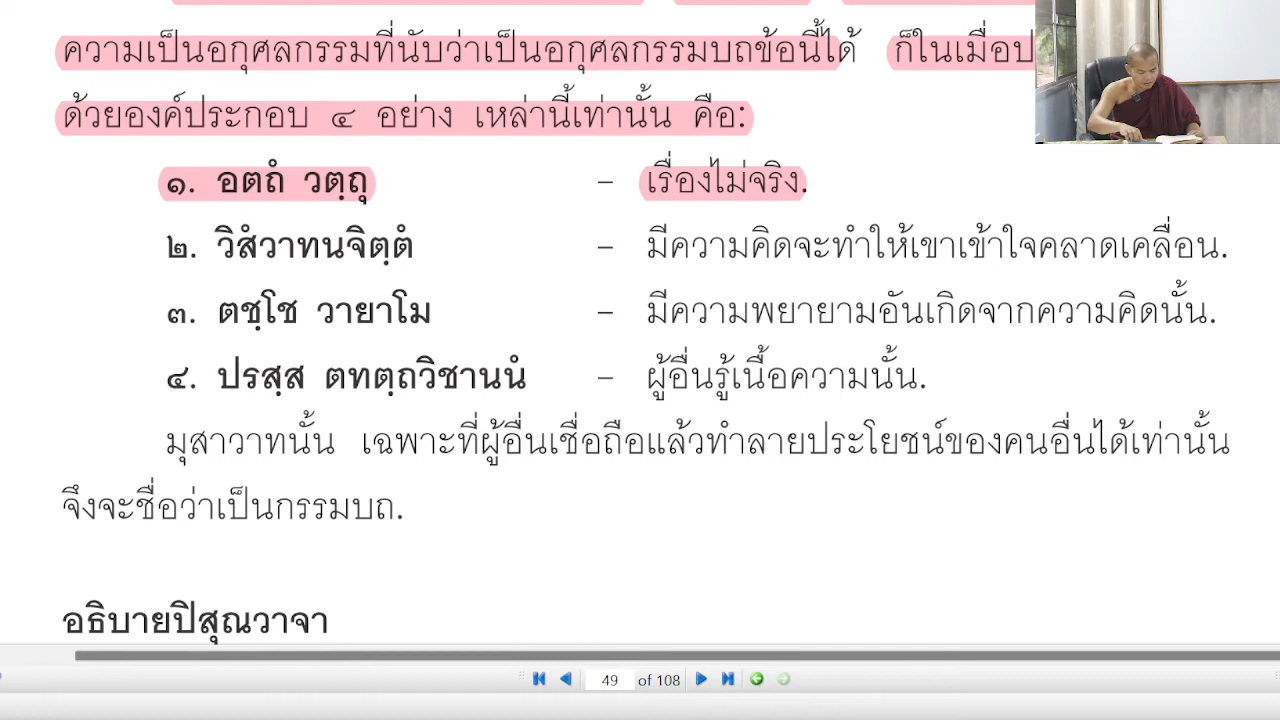 ความเป็นอกุศลกรรมที่นับว่าเป็นอกุศลกรรมบถข้อนี้ได้ ก็ในเมื่อป
ด้วยองค์ประกอบ ๔ อย่าง เหล่านี้เท่านั้น คือ:
๑. อตถํ วตฺถุ – เรื่องไม่จริง.
๒. วิสํวาทนจิตฺตํ – มีความคิดจะทำให้เขาเข้าใจคลาดเคลื่อน.
๓. ตชฺโช วายาโม – มีความพยายามอันเกิดจากความคิดนั้น.
๔. ปรสฺส ตทตฺถวิชานนํ – ผู้อื่นรู้เนื้อความนั้น.
มุสาวาทนั้น เฉพาะที่ผู้อื่นเชื่อถือแล้วทำลายประโยชน์ของคนอื่นได้เท่านั้น
จึงจะชื่อว่าเป็นกรรมบถ.
อธิบายปิสุณวาจา
49 of 108